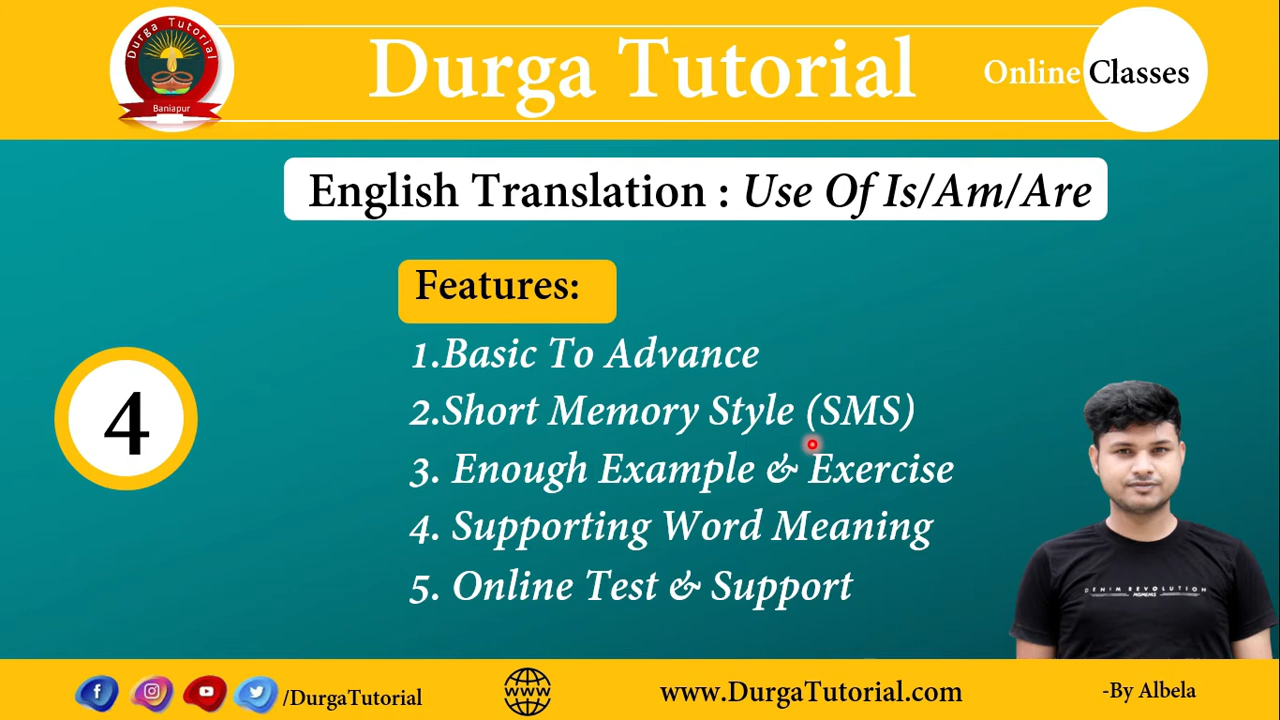 Durga Tutorial
Baniapur
Durga Tutorial
Online Classes
English Translation : Use Of Is/Am/Are
Features:
1.Basic To Advance
2.Short Memory Style (SMS)
3. Enough Example & Exercise
4. Supporting Word Meaning
5. Online Test & Support
4
DENIM REVOLUTION
/DurgaTutorial
www
www.DurgaTutorial.com
-By Albela